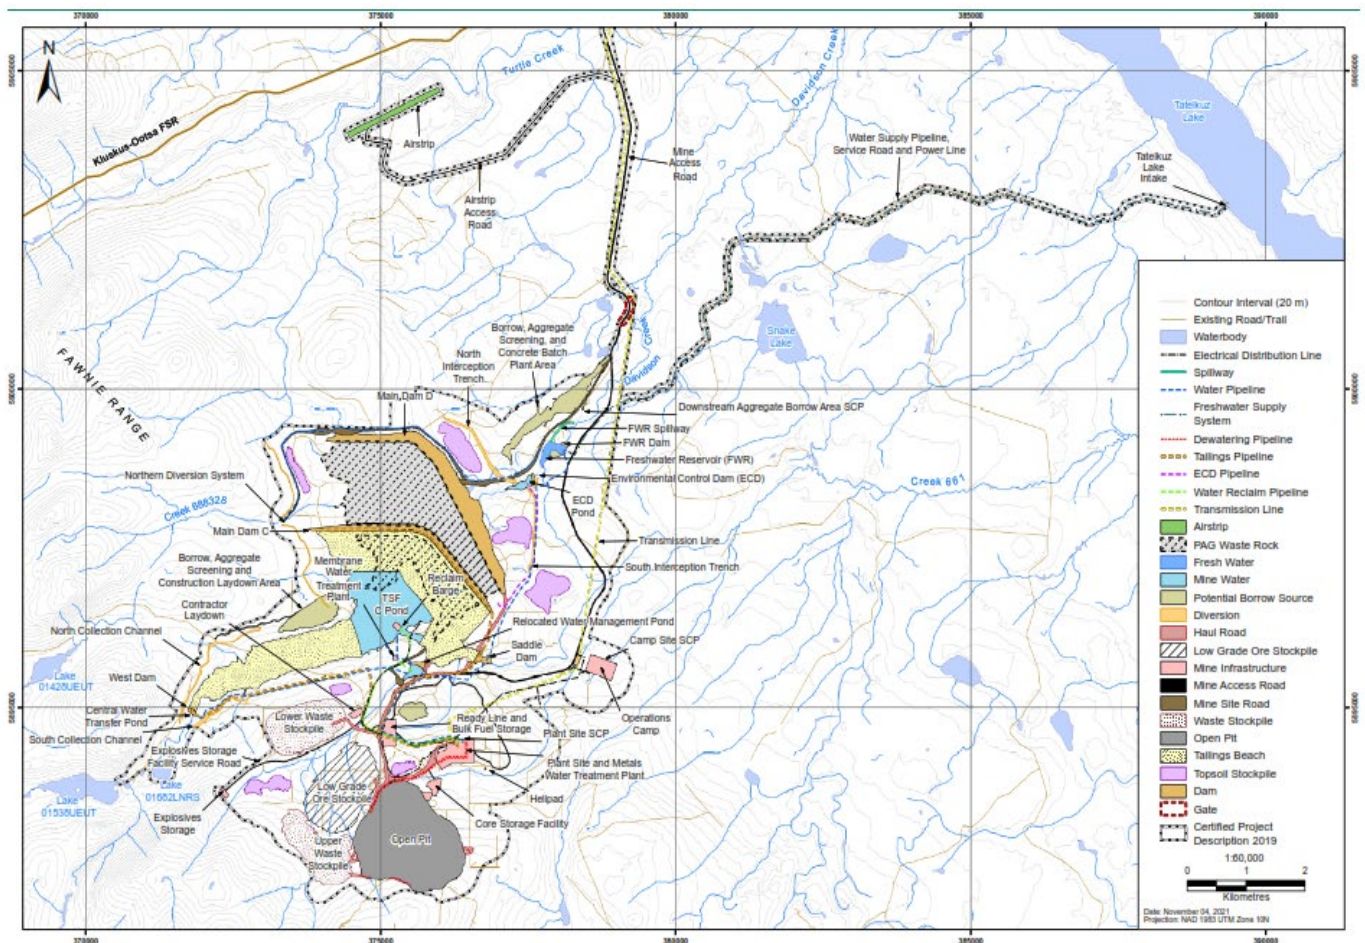 370000 375000 380000 385000 390000
N
Turtle Creek
Davidson Creek
Kluskus-Ootsa FSR
Airstrip
Mine
Access
Road
Water Supply Pipeline,
Service Road and Power Line
Tatelkuz
Lake
Tatelkuz
Lake
Intake
Airstrip
Access
Road
FAWNIE RANGE
Borrow, Aggregate
Screening, and
Concrete Batch
Plant Area
Davidson Creek
Snake
Lake
North
Interception
Trench
Main Dam D
Downstream Aggregate Borrow Area SCP
FWR Spillway
FWR Dam
Freshwater Reservoir (FWR)
Environmental Control Dam (ECD)
Northern Diversion System
ECD
Pond
Creek 661
Creek 688328
Main Dam C
Transmission Line
Borrow, Aggregate
Screening and
Construction Laydown Area
Membrane
Water
Treatment
Plant
Reclaim
Barge
TSF
C Pond
South Interception Trench
Contractor
Laydown
Relocated Water Management Pond
North Collection Channel
Saddle
Dam
Camp Site SCP
Lake
01428UEUT
West Dam
Central Water
Transfer Pond
Lower Waste
Stockpile
Ready Line and
Bulk Fuel Storage
Operations
Camp
South Collection Channel
Plant Site SCP
Explosives Storage
Facility Service Road
Plant Site and Metals
Water Treatment Plant
Lake
01682LNRS
Lake
01538UEUT
Low Grade
Ore Stockpile
Helipad
Explosives
Storage
Core Storage Facility
Upper
Waste
Stockpile
Open Pit
Contour Interval (20 m)
Existing Road/Trail
Waterbody
Electrical Distribution Line
Spillway
Water Pipeline
Freshwater Supply
System
Dewatering Pipeline
Tailings Pipeline
ECD Pipeline
Water Reclaim Pipeline
Transmission Line
Airstrip
PAG Waste Rock
Fresh Water
Mine Water
Potential Borrow Source
Diversion
Haul Road
Low Grade Ore Stockpile
Mine Infrastructure
Mine Access Road
Mine Site Road
Waste Stockpile
Open Pit
Tailings Beach
Topsoil Stockpile
Dam
Gate
Certified Project
Description 2019
1:60,000
0 1 2
Kilometres
Date: November 04, 2021
Projection: NAD 1983 UTM Zone 10N
370000 375000 380000 385000 390000